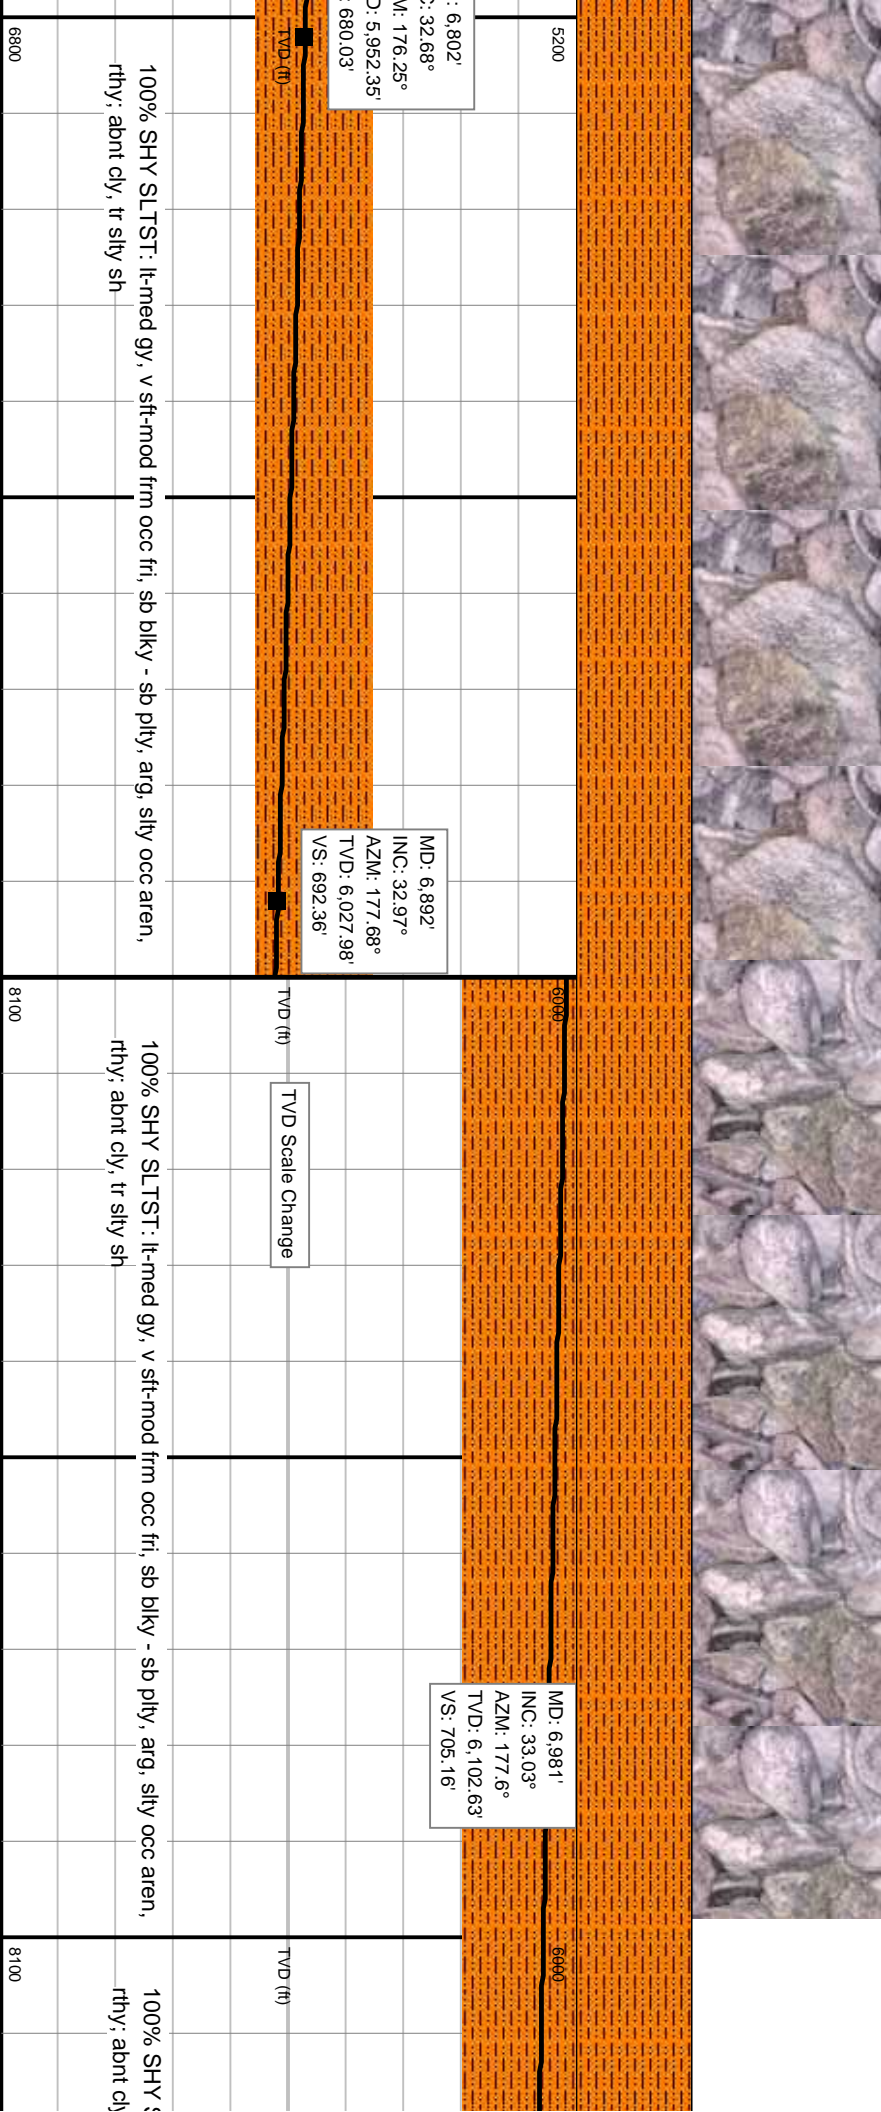 : 6,802'
C: 32.68°
M: 176.25°
D: 5,952.35'
: 680.03'
5200
TVD (ft)
6800
100% SHY SLTST: lt-med gy, v sft-mod frm occ fri, sb blky - sb plty, arg, slty occ aren,
rthy; abnt cly, tr slty sh
MD: 6,892'
INC: 32.97°
AZM: 177.68°
TVD: 6,027.98'
VS: 692.36'
6000
TVD (ft)
8100
TVD Scale Change
100% SHY SLTST: lt-med gy, v sft-mod frm occ fri, sb blky - sb plty, arg, slty occ aren,
rthy; abnt cly, tr slty sh
MD: 6,981'
INC: 33.03°
AZM: 177.6°
TVD: 6,102.63'
VS: 705.16'
6000
TVD (ft)
8100
100% SHY S
rthy; abnt cly